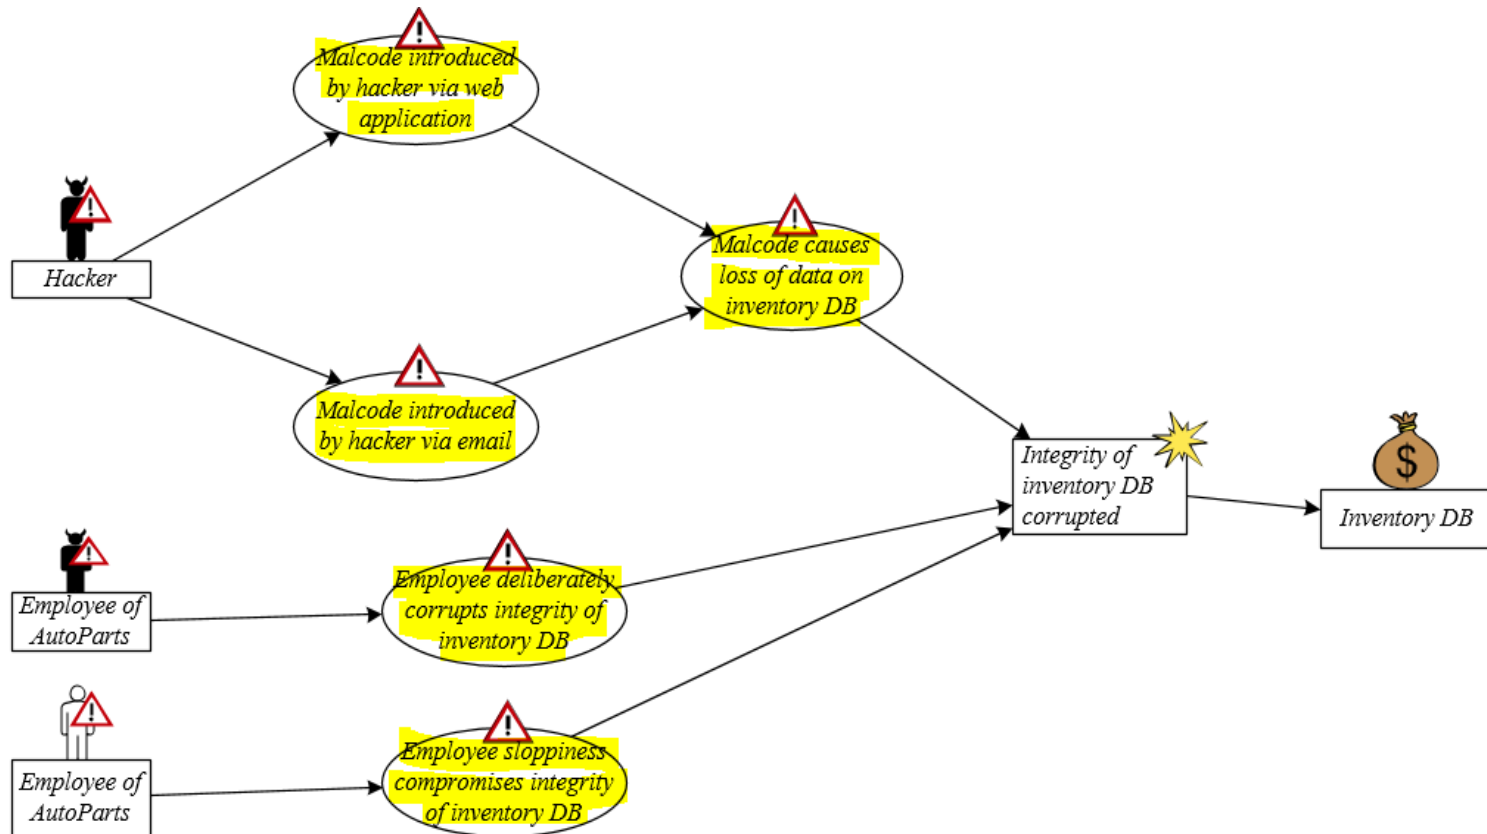 Malcode introduced
by hacker via web
application
Hacker
Malcode causes
loss of data on
inventory DB
Malcode introduced
by hacker via email
Integrity of
inventory DB
corrupted
$
Inventory DB
Employee of
AutoParts
Employee deliberately
corrupts integrity of
inventory DB
Employee of
AutoParts
Employee sloppiness
compromises integrity
of inventory DB